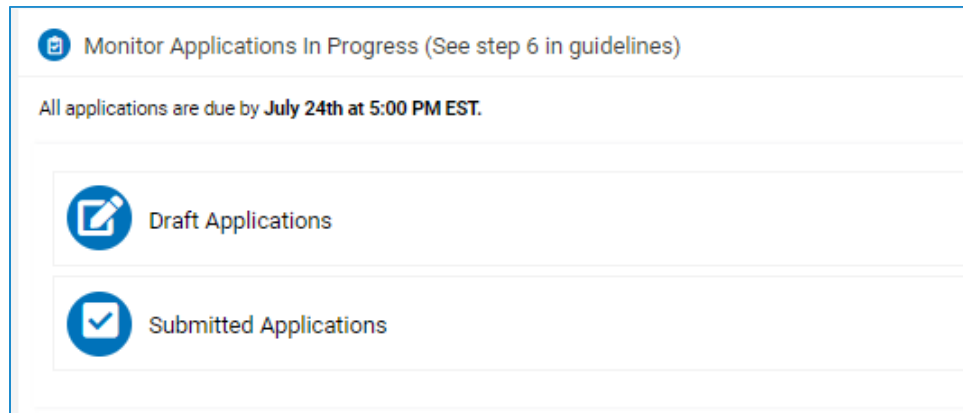 Monitor Applications In Progress (See step 6 in guidelines)
All applications are due by July 24th at 5:00 PM EST.
Draft Applications
Submitted Applications